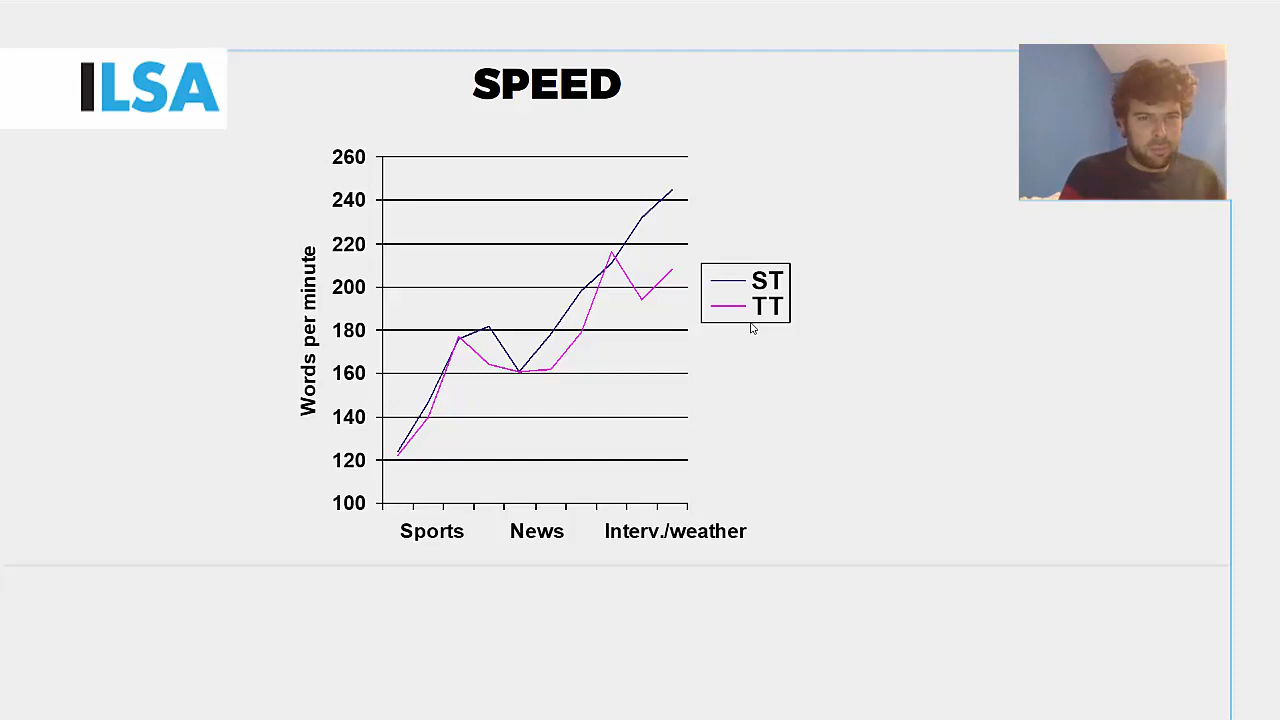 ILSA
SPEED
260
240
220
200
180
160
140
120
100
Words per minute
Sports
News
Interv./weather
ST
TT